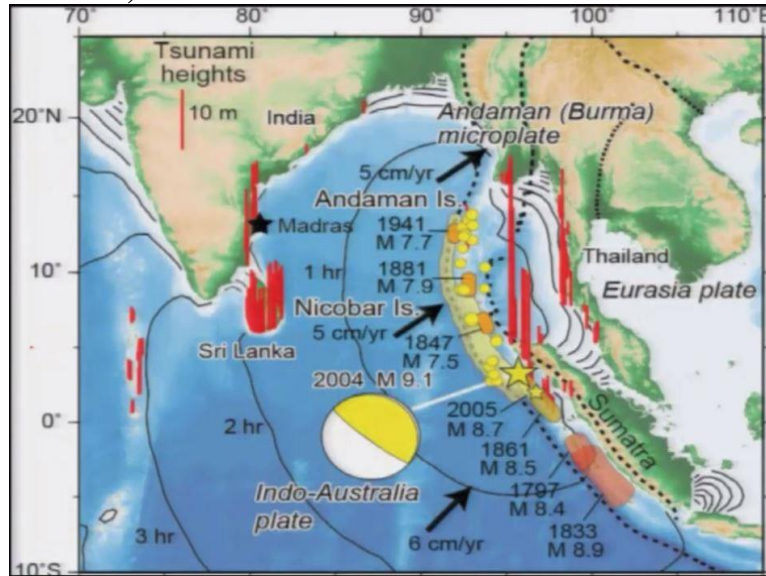 70° 80° 90° 100° 110°E
Tsunami
heights
10 m
India
20°N
Andaman (Burma)
microplate
5 cm/yr
Andaman Is.
Madras
1941
M 7.7
Thailand
10°
1 hr
1881
M 7.9
Eurasia plate
Nicobar Is.
5 cm/yr
1847
M 7.5
Sri Lanka
2004 M 9.1
0°
2 hr
2005
M 8.7
Sumatra
1861
M 8.5
Indo-Australia
plate
1797
M 8.4
1833
M 8.9
3 hr
6 cm/yr
10°S